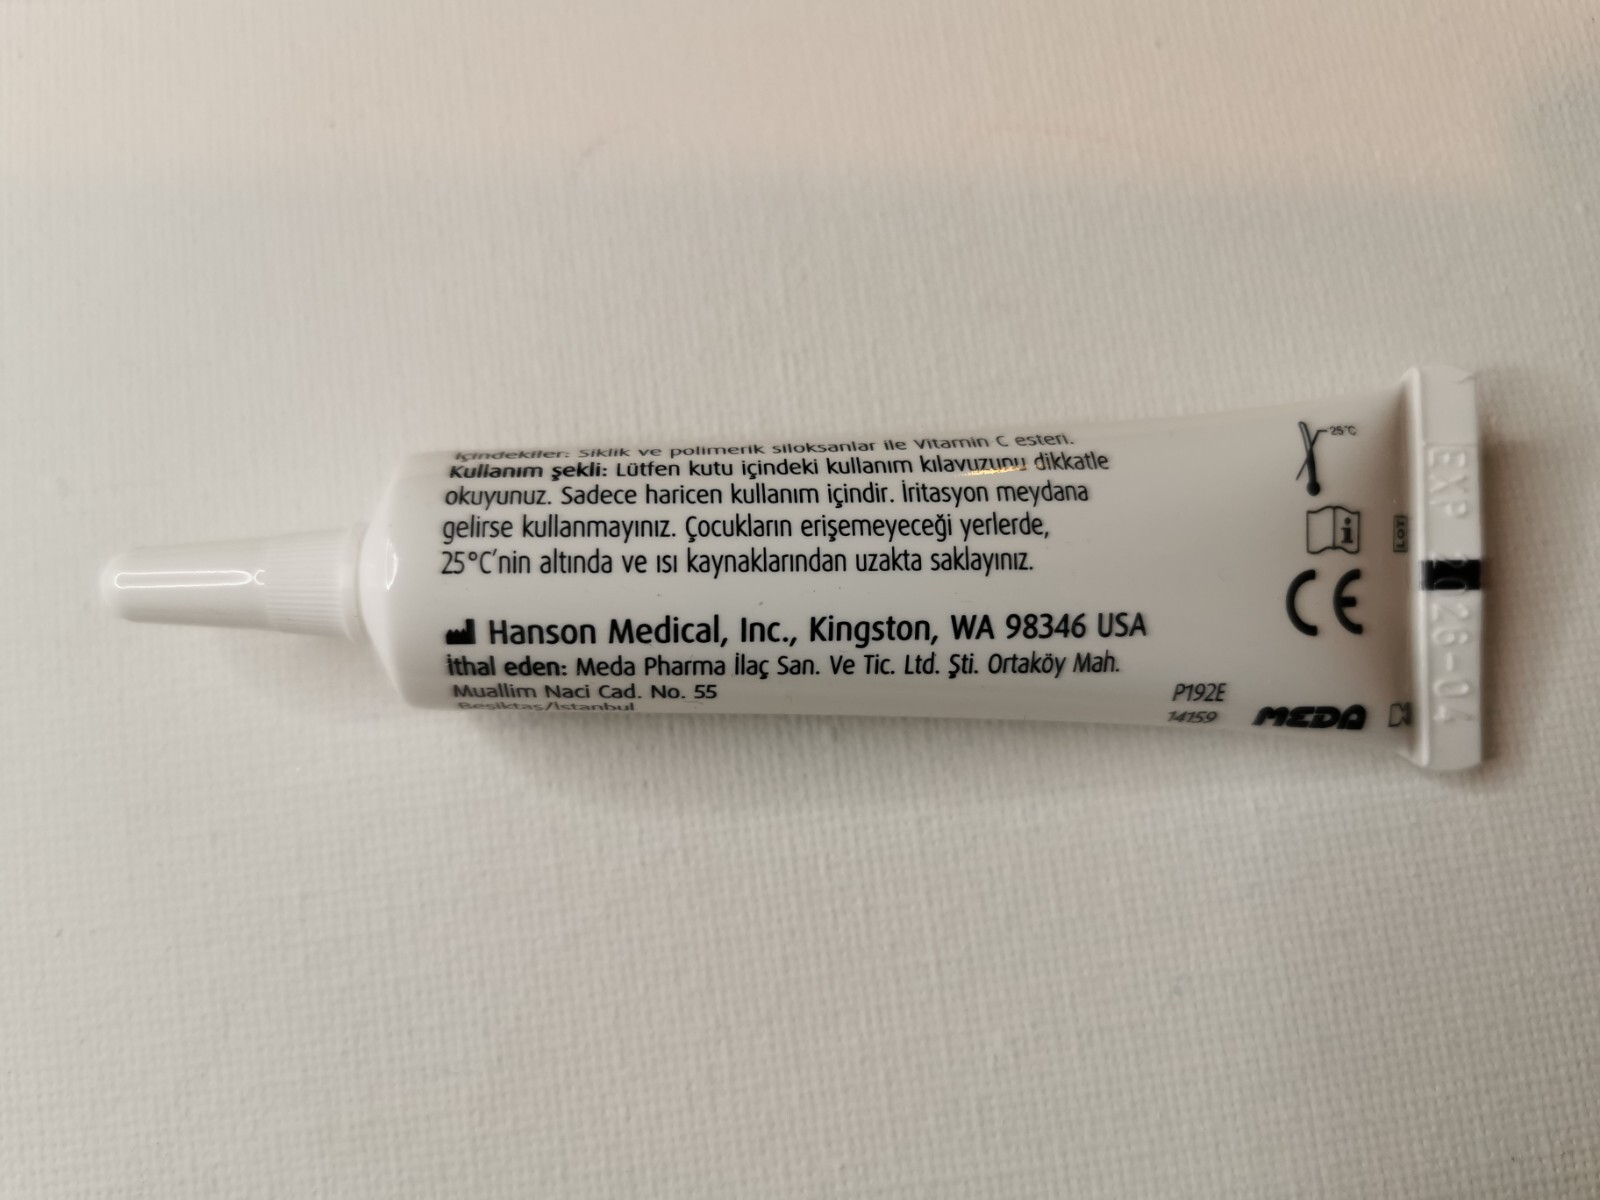 İçindekiler: Siklik ve polimerik siloksanlar ile Vitamin C esteri.
Kullanım şekli: Lütfen kutu içindeki kullanım kılavuzunu dikkatle
okuyunuz. Sadece haricen kullanım içindir. İritasyon meydana
gelirse kullanmayınız. Çocukların erişemeyeceği yerlerde,
25°C'nin altında ve ısı kaynaklarından uzakta saklayınız.
Hanson Medical, Inc., Kingston, WA 98346 USA
İthal eden: Meda Pharma İlaç San. Ve Tic. Ltd. Şti. Ortaköy Mah.
Muallim Naci Cad. No. 55
Beşiktaş/İstanbul
P192E
14159
MEDA
25°C
i
CE
LOT
EXP 2026-04